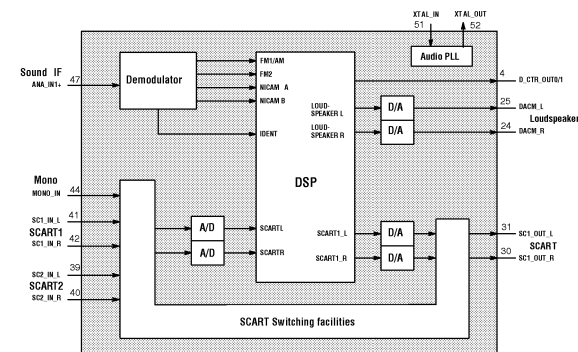 XTAL_IN XTAL_OUT
51 52
Audio PLL
Sound IF
47
ANA_IN1+
Demodulator
FM1/AM
FM2
NICAM A
NICAM B
IDENT
4
D_CTR_OUT0/1
LOUD-
SPEAKER L
D/A
25
DACM_L
Loudspeaker
LOUD-
SPEAKER R
D/A
24
DACM_R
DSP
Mono
MONO_IN
44
SC1_IN_L
41
SCART1
SC1_IN_R
42
SC2_IN_L
39
SCART2
SC2_IN_R
40
A/D
SCARTL
A/D
SCARTR
SCART1_L
D/A
31
SC1_OUT_L
SCART
SCART1_R
D/A
30
SC1_OUT_R
SCART Switching facilities